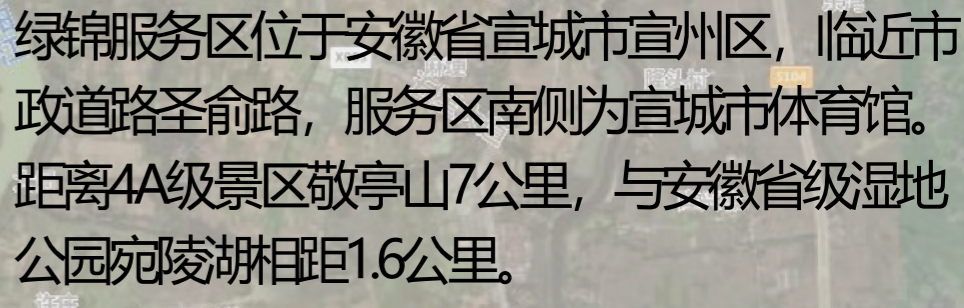 绿锦服务区位于安徽省宣城市宣州区，临近市
政道路圣俞路，服务区南侧为宣城市体育馆。
距离4A级景区敬亭山7公里，与安徽省级湿地
公园宛陵湖相距1.6公里。
S104